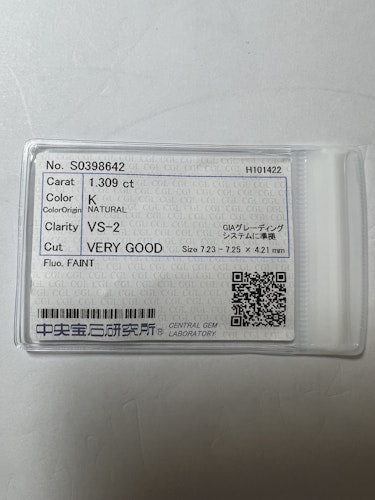 No. S0398642
H101422
Carat 1.309 ct
Color K
ColorOrigin NATURAL
Clarity VS-2
GIAグレーディング
システムに準拠
Cut VERY GOOD Size 7.23 - 7.25 × 4.21 mm
Fluo. FAINT
中央宝石研究所® CENTRAL GEM
LABORATORY